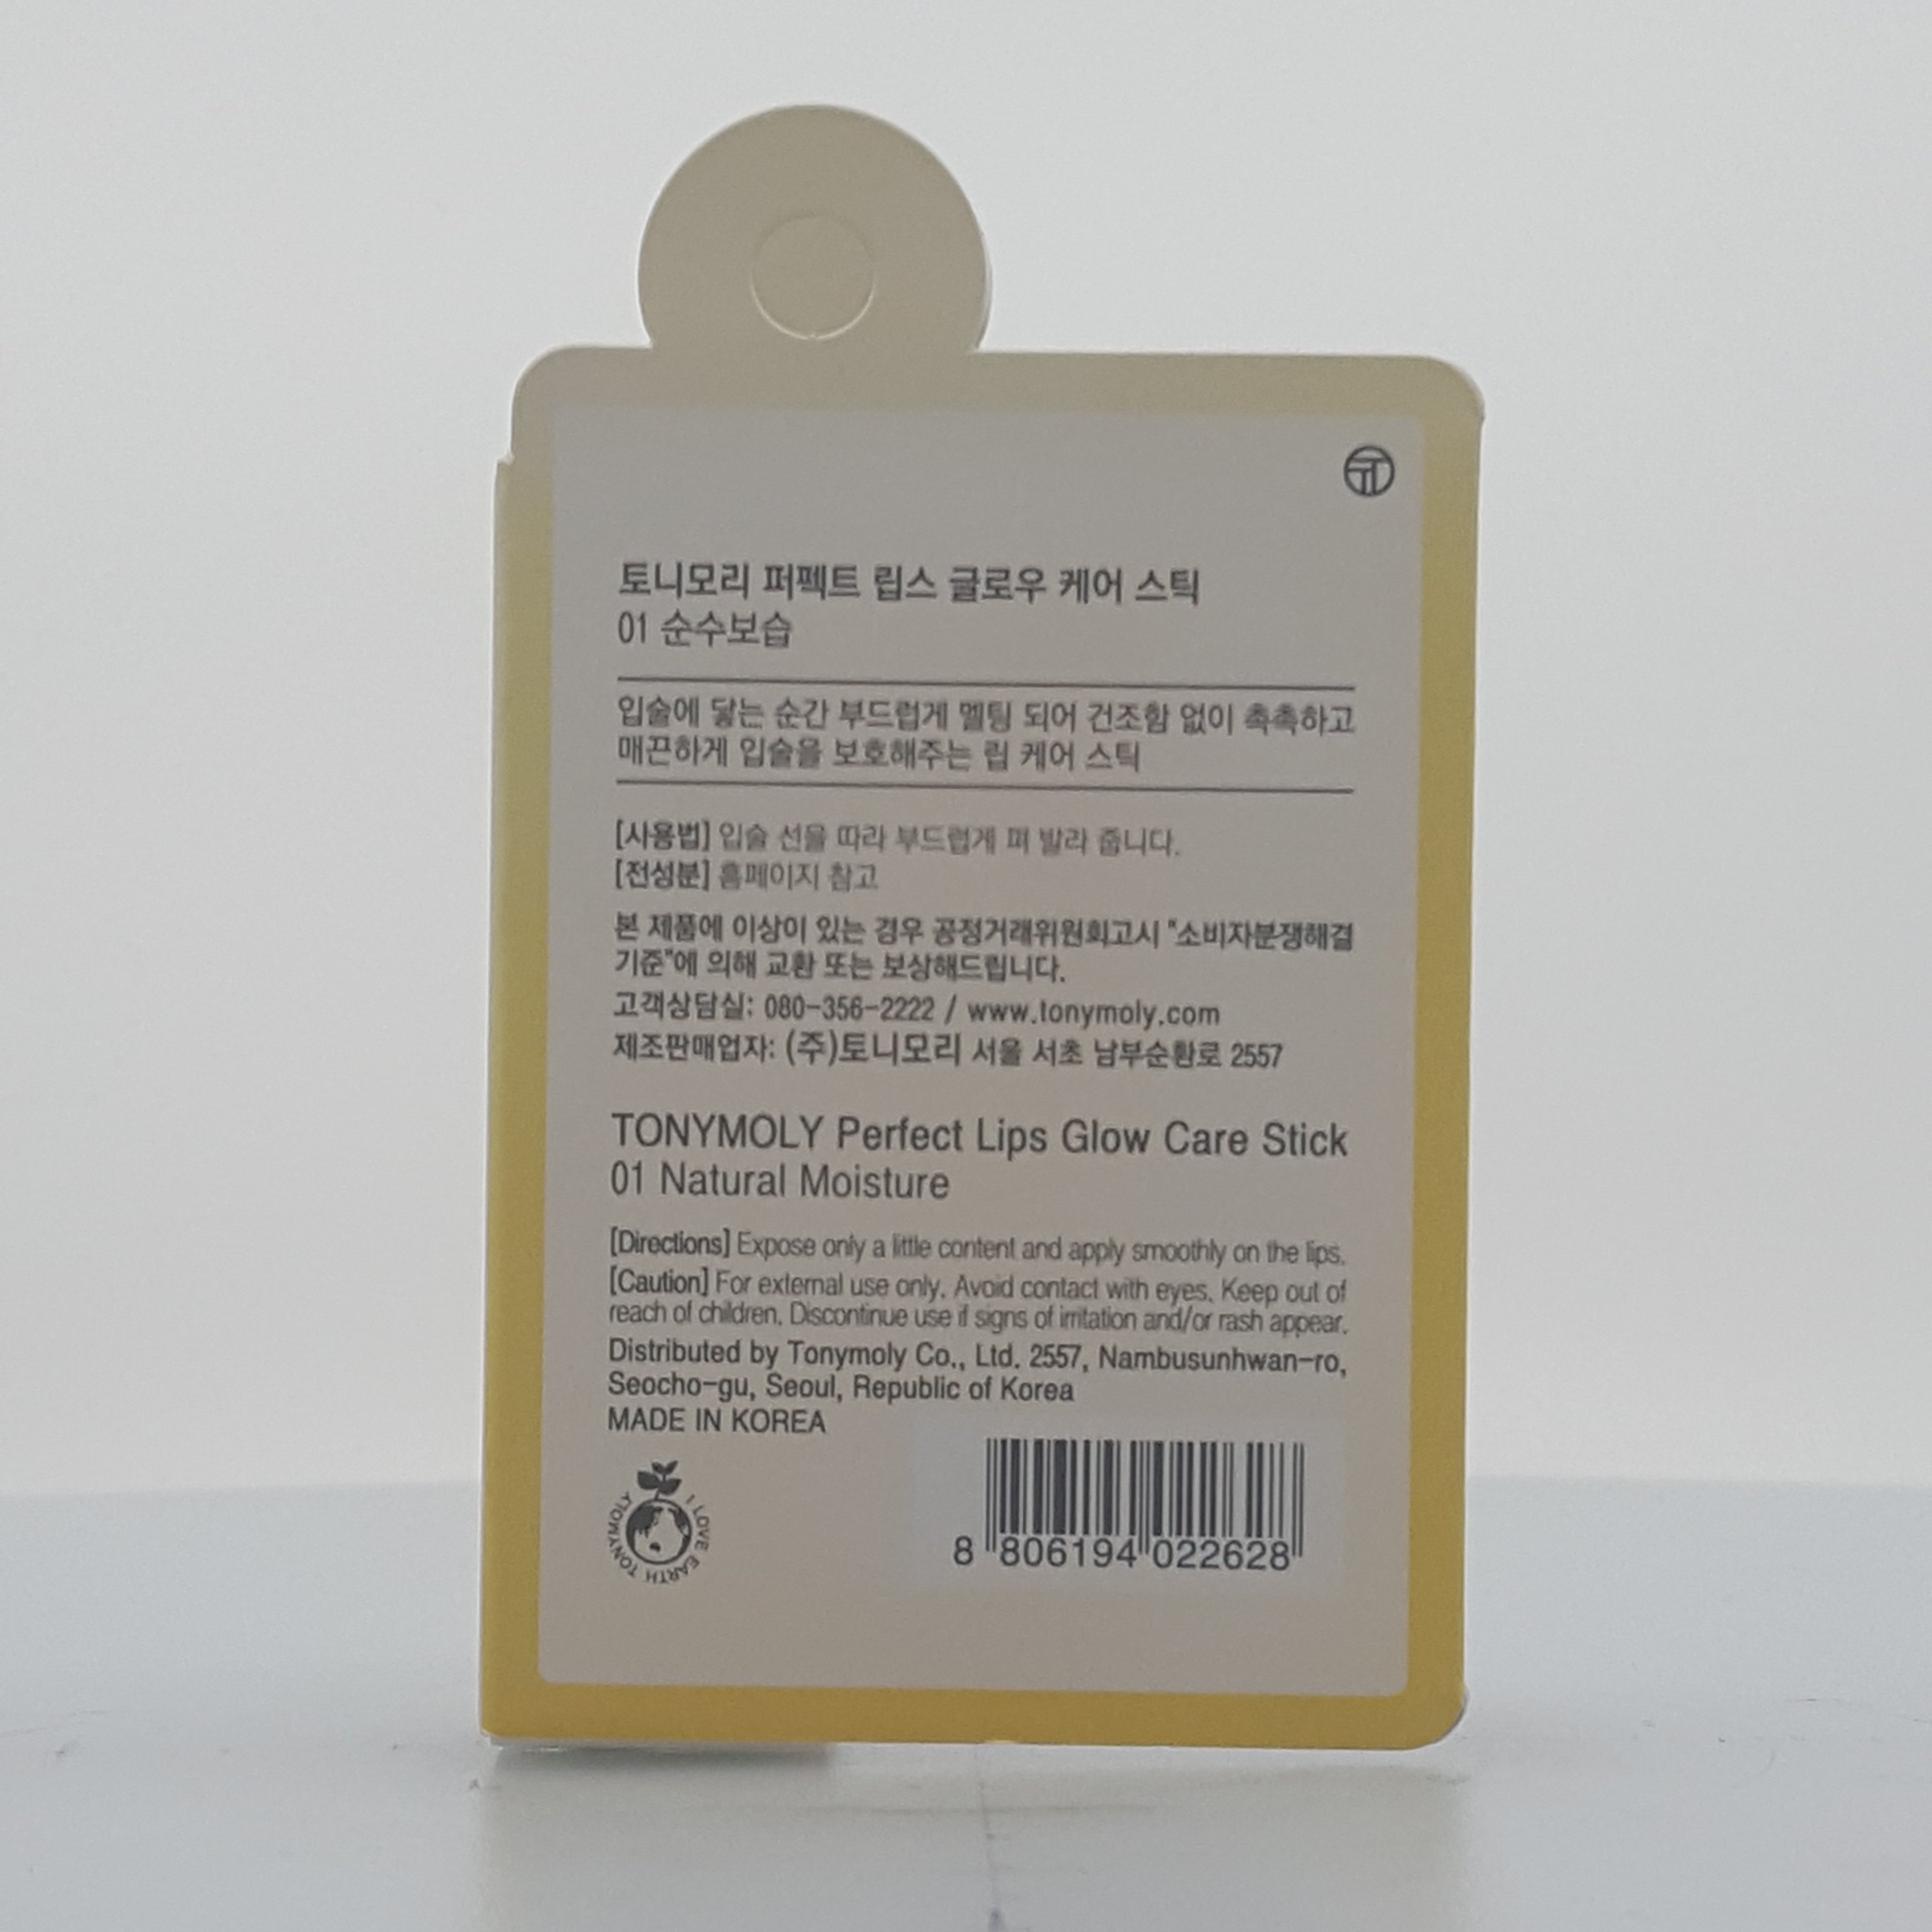 토니모리 퍼펙트 립스 글로우 케어 스틱
01 순수보습
입술에 닿는 순간 부드럽게 멜팅 되어 건조함 없이 촉촉하고
매끈하게 입술을 보호해주는 립 케어 스틱
[사용법] 입술 선을 따라 부드럽게 펴 발라 줍니다.
[전성분] 홈페이지 참고
본 제품에 이상이 있는 경우 공정거래위원회고시 "소비자분쟁해결
기준"에 의해 교환 또는 보상해드립니다.
고객상담실: 080-356-2222 / www.tonymoly.com
제조판매업자: (주)토니모리 서울 서초 남부순환로 2557
TONYMOLY Perfect Lips Glow Care Stick
01 Natural Moisture
[Directions] Expose only a little content and apply smoothly on the lips.
[Caution] For external use only. Avoid contact with eyes. Keep out of
reach of children. Discontinue use if signs of irritation and/or rash appear.
Distributed by Tonymoly Co., Ltd. 2557, Nambusunhwan-ro,
Seocho-gu, Seoul, Republic of Korea
MADE IN KOREA
I LOVE EARTH TONYMOLY
8 806194 022628